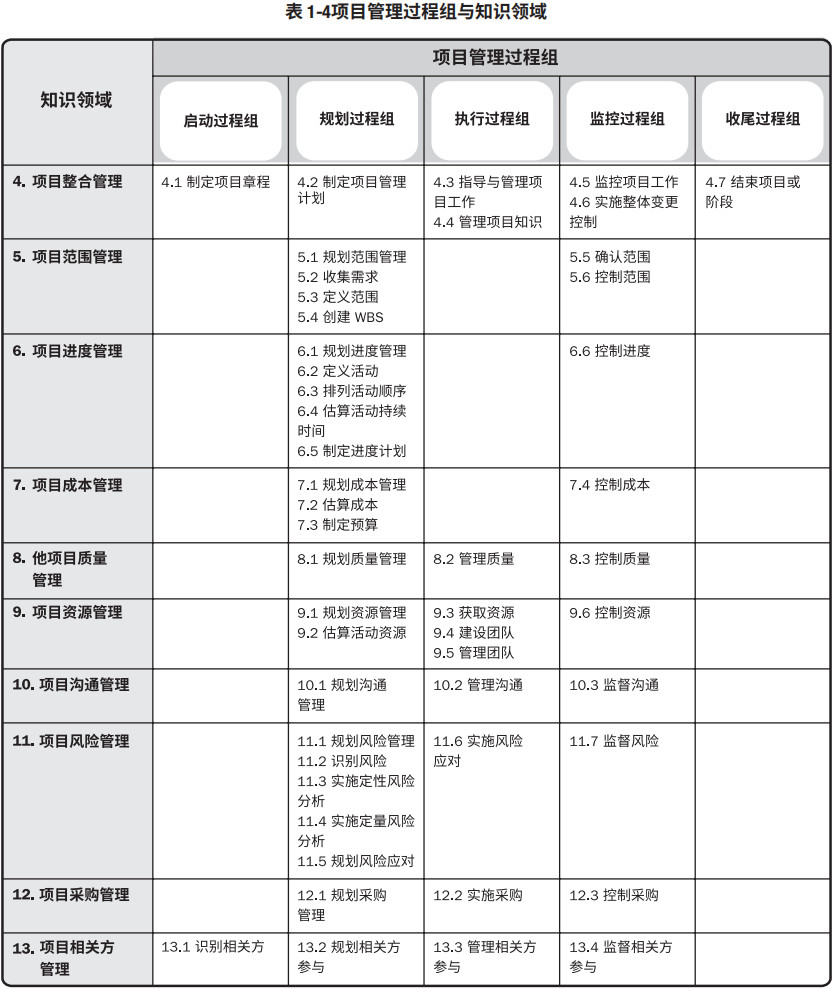 表 1-4项目管理过程组与知识领域
知识领域
项目管理过程组
启动过程组
规划过程组
执行过程组
监控过程组
收尾过程组
4. 项目整合管理
4.1 制定项目章程
4.2 制定项目管理
计划
4.3 指导与管理项
目工作
4.4 管理项目知识
4.5 监控项目工作
4.6 实施整体变更
控制
4.7 结束项目或
阶段
5. 项目范围管理
5.1 规划范围管理
5.2 收集需求
5.3 定义范围
5.4 创建 WBS
5.5 确认范围
5.6 控制范围
6. 项目进度管理
6.1 规划进度管理
6.2 定义活动
6.3 排列活动顺序
6.4 估算活动持续
时间
6.5 制定进度计划
6.6 控制进度
7. 项目成本管理
7.1 规划成本管理
7.2 估算成本
7.3 制定预算
7.4 控制成本
8. 他项目质量
管理
8.1 规划质量管理
8.2 管理质量
8.3 控制质量
9. 项目资源管理
9.1 规划资源管理
9.2 估算活动资源
9.3 获取资源
9.4 建设团队
9.5 管理团队
9.6 控制资源
10. 项目沟通管理
10.1 规划沟通
管理
10.2 管理沟通
10.3 监督沟通
11. 项目风险管理
11.1 规划风险管理
11.2 识别风险
11.3 实施定性风险
分析
11.4 实施定量风险
分析
11.5 规划风险应对
11.6 实施风险
应对
11.7 监督风险
12. 项目采购管理
12.1 规划采购
管理
12.2 实施采购
12.3 控制采购
13. 项目相关方
管理
13.1 识别相关方
13.2 规划相关方
参与
13.3 管理相关方
参与
13.4 监督相关方
参与